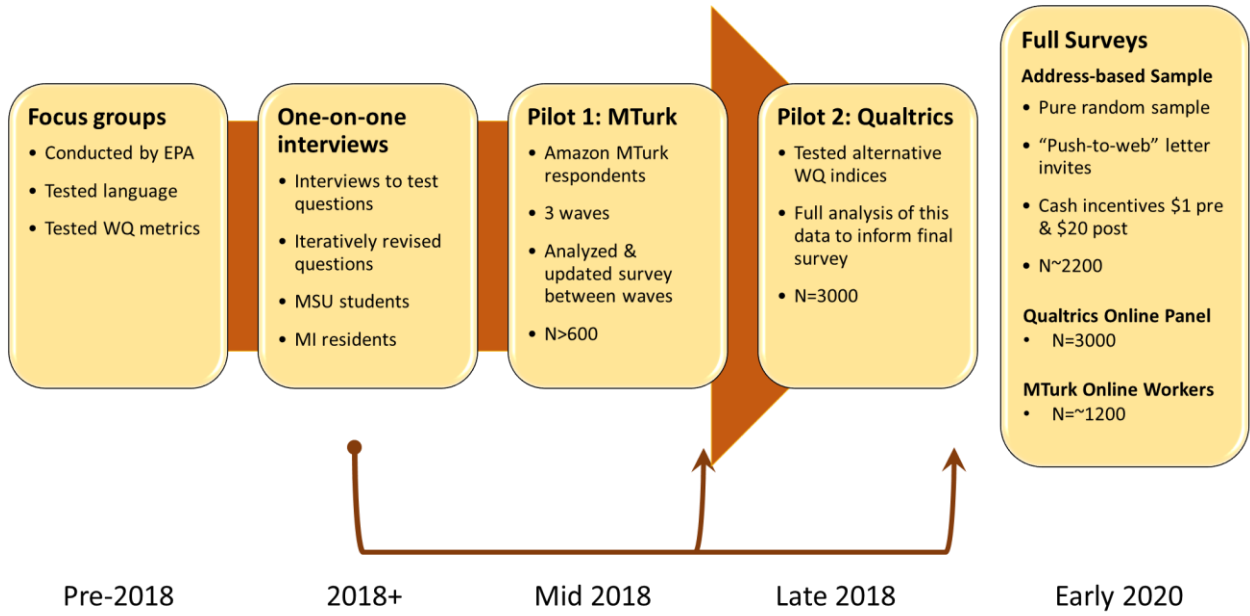 Focus groups
• Conducted by EPA
• Tested language
• Tested WQ metrics
One-on-one
interviews
• Interviews to test
questions
• Iteratively revised
questions
• MSU students
• MI residents
Pilot 1: MTurk
• Amazon MTurk
respondents
• 3 waves
• Analyzed &
updated survey
between waves
• N>600
Pilot 2: Qualtrics
• Tested alternative
WQ indices
• Full analysis of this
data to inform final
survey
• N=3000
Full Surveys
Address-based Sample
• Pure random sample
• “Push-to-web” letter
invites
• Cash incentives $1 pre
& $20 post
• N~2200
Qualtrics Online Panel
• N=3000
MTurk Online Workers
• N=~1200
Pre-2018
2018+
Mid 2018
Late 2018
Early 2020